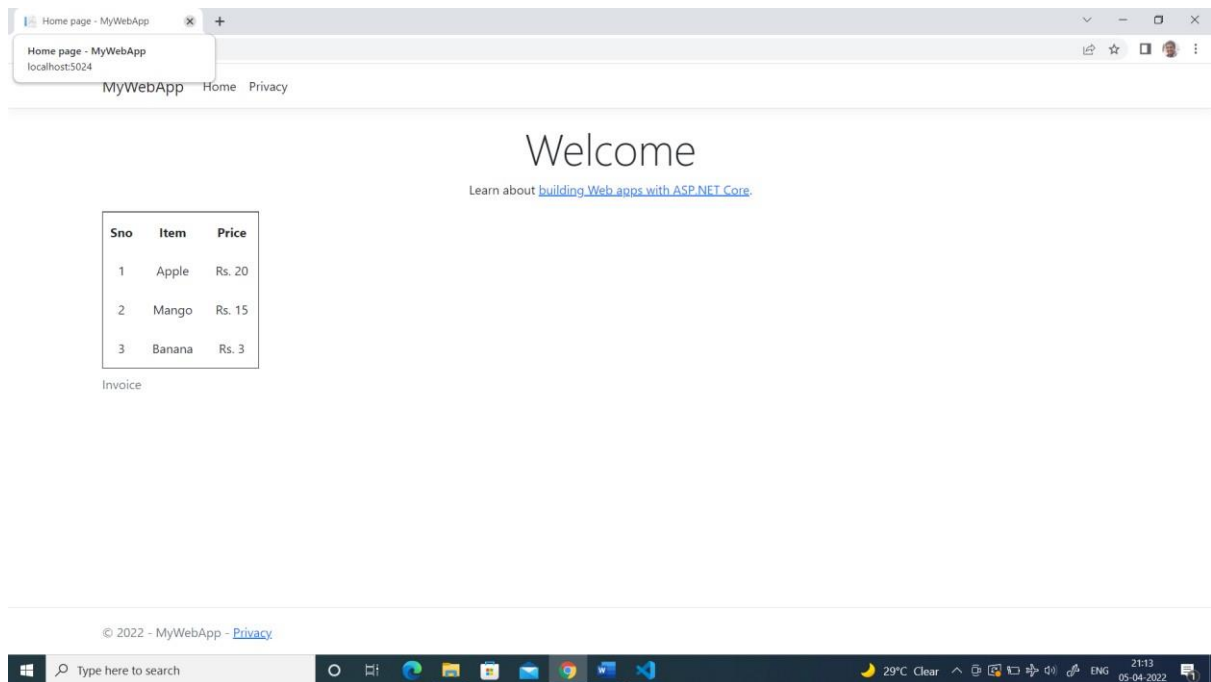 Home page - MyWebApp
Home page - MyWebApp
localhost:5024
MyWebApp Home Privacy
Welcome
Learn about building Web apps with ASP.NET Core.
Sno Item Price
1 Apple Rs. 20
2 Mango Rs. 15
3 Banana Rs. 3
Invoice
© 2022 - MyWebApp - Privacy
Type here to search
29°C Clear ENG 21:13
05-04-2022